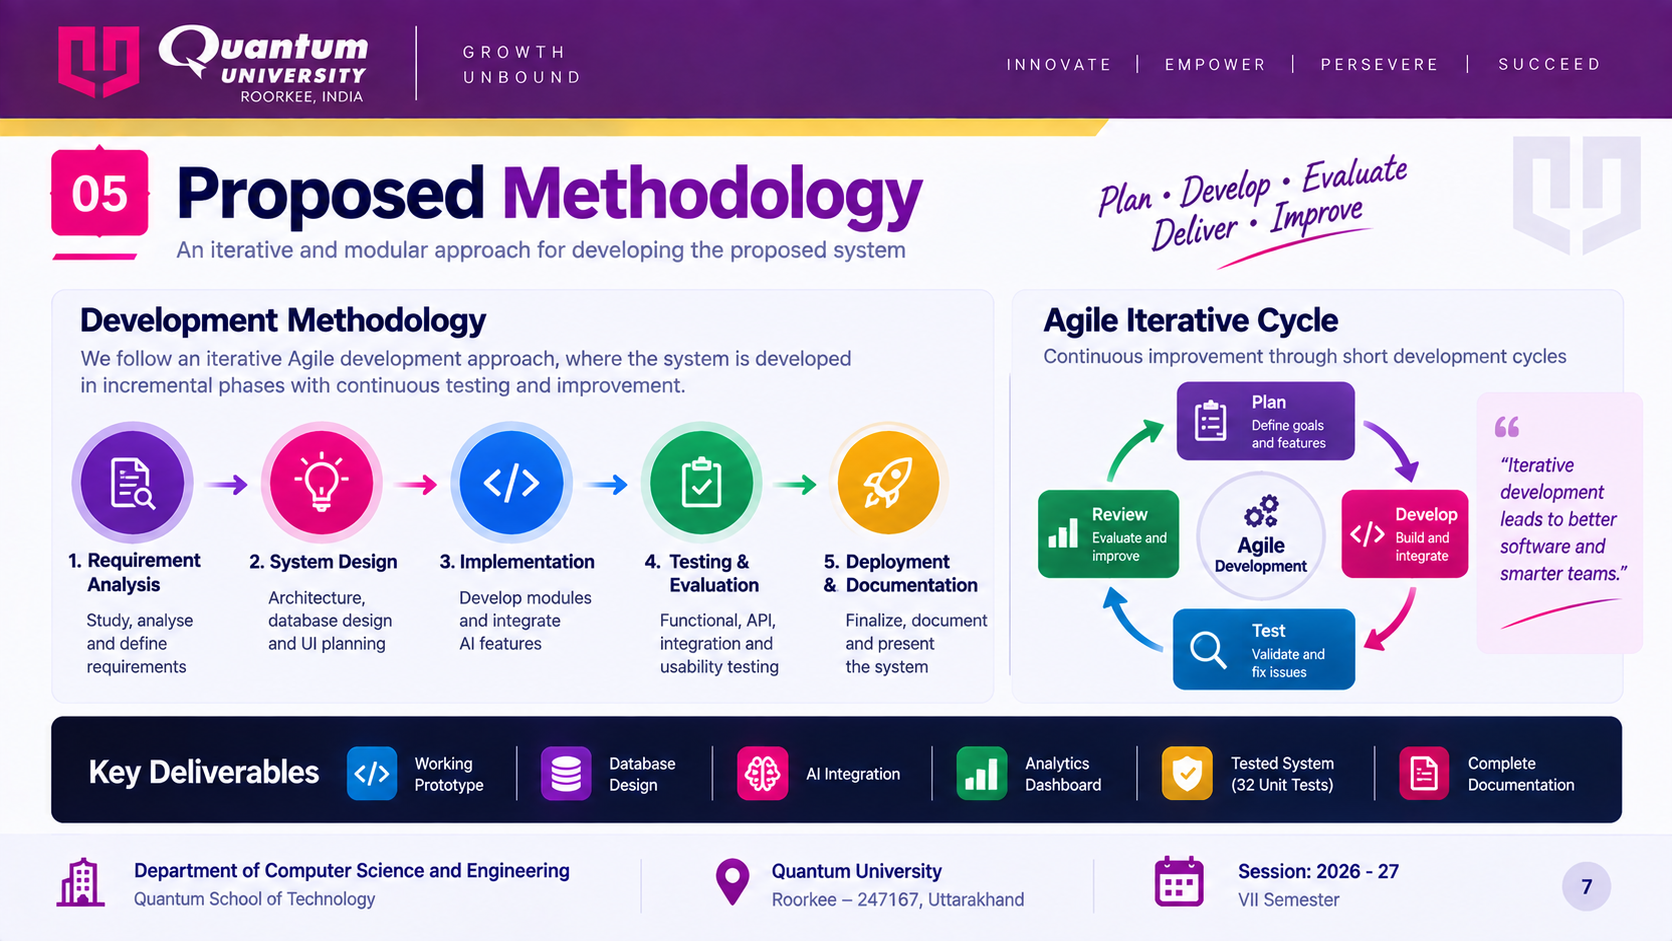 Quantum
UNIVERSITY
ROORKEE, INDIA
GROWTH
UNBOUND
INNOVATE | EMPOWER | PERSEVERE | SUCCEED
05
Proposed Methodology
An iterative and modular approach for developing the proposed system
Plan • Develop • Evaluate
Deliver • Improve
Development Methodology
We follow an iterative Agile development approach, where the system is developed
in incremental phases with continuous testing and improvement.
1. Requirement
Analysis
Study, analyse
and define
requirements
2. System Design
Architecture,
database design
and UI planning
3. Implementation
Develop modules
and integrate
AI features
4. Testing &
Evaluation
Functional, API,
integration and
usability testing
5. Deployment
& Documentation
Finalize, document
and present
the system
Agile Iterative Cycle
Continuous improvement through short development cycles
Plan
Define goals
and features
Develop
Build and
integrate
Test
Validate and
fix issues
Review
Evaluate and
improve
Agile
Development
“
“Iterative
development
leads to better
software and
smarter teams.”
Key Deliverables
Working
Prototype
Database
Design
AI Integration
Analytics
Dashboard
Tested System
(32 Unit Tests)
Complete
Documentation
Department of Computer Science and Engineering
Quantum School of Technology
Quantum University
Roorkee – 247167, Uttarakhand
Session: 2026 - 27
VII Semester
7